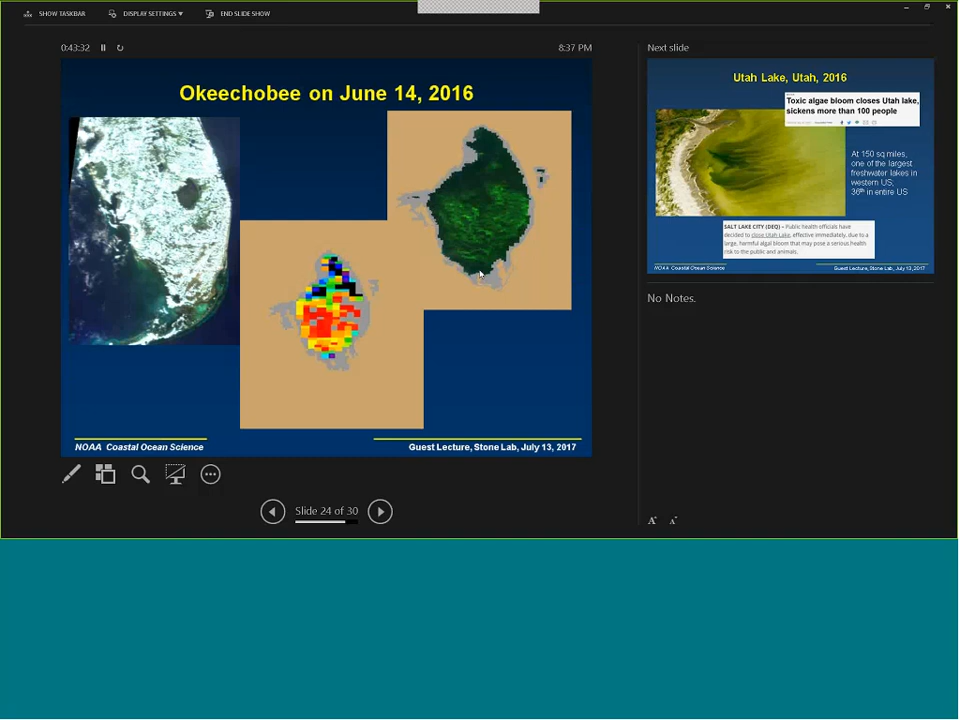 SHOW TASKBAR
DISPLAY SETTINGS
END SLIDE SHOW
0:43:32
8:37 PM
Okeechobee on June 14, 2016
NOAA Coastal Ocean Science
Guest Lecture, Stone Lab, July 13, 2017
Slide 24 of 30
Next slide
Utah Lake, Utah, 2016
Toxic algae bloom closes Utah lake,
sickens more than 100 people
At 150 sq miles,
one of the largest
freshwater lakes in
western US;
36th in entire US
SALT LAKE CITY (DEQ) – Public health officials have
decided to close Utah Lake, effective immediately, due to a
large, harmful algal bloom that may pose a serious health
risk to the public and animals.
NOAA Coastal Ocean Science
Guest Lecture, Stone Lab, July 13, 2017
No Notes.
A A